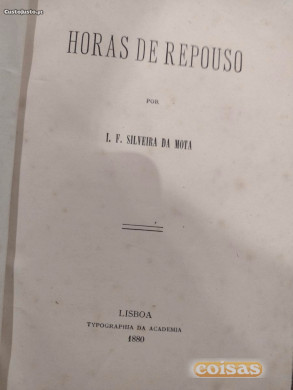 CustoJusto.pt
HORAS DE REPOUSO
POR
I. F. SILVEIRA DA MOTA
LISBOA
TYPOGRAPHIA DA ACADEMIA
1880
coisas